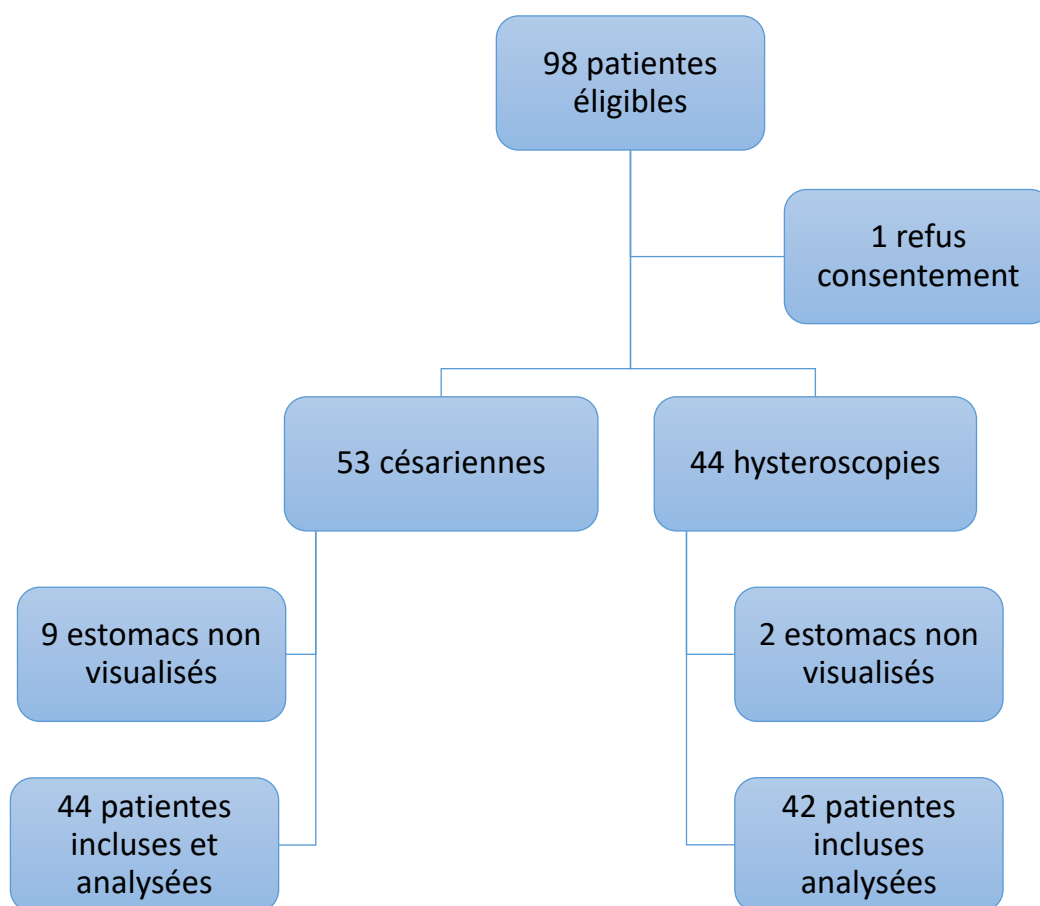 98 patientes
éligibles
1 refus
consentement
53 césariennes
44 hysteroscopies
9 estomacs non
visualisés
2 estomacs non
visualisés
44 patientes
incluses et
analysées
42 patientes
incluses
analysées